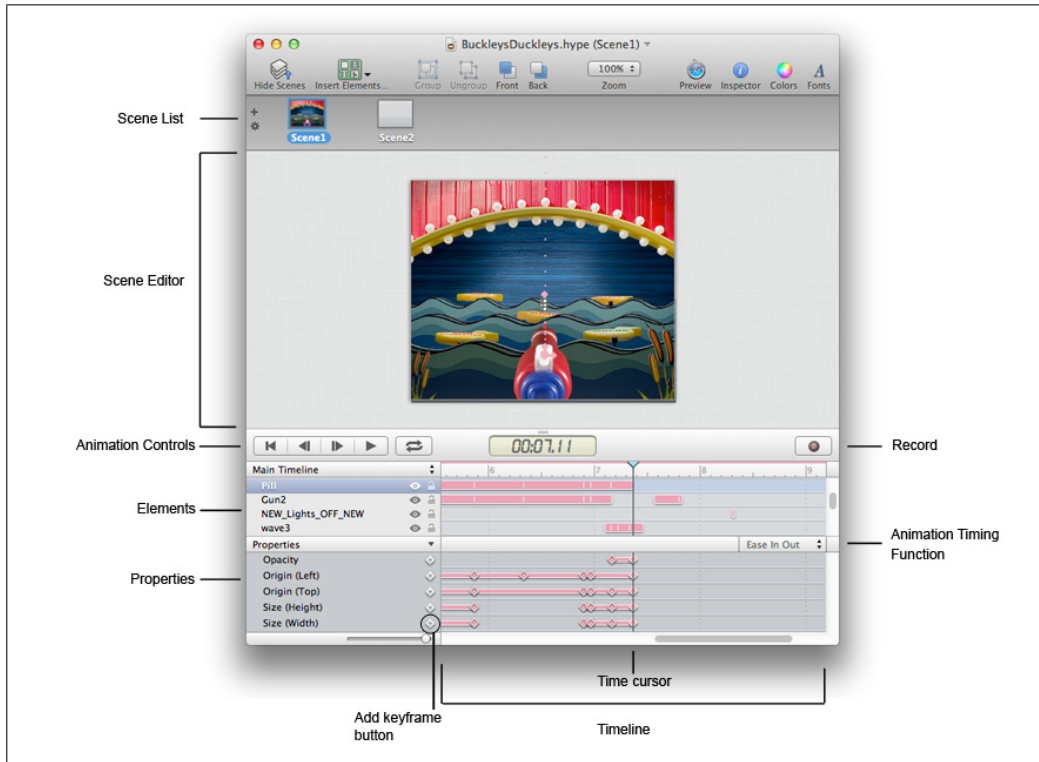 BuckleysDuckleys.hype (Scene1)
Hide Scenes
Insert Elements...
Group
Ungroup
Front
Back
100%
Zoom
Preview
Inspector
Colors
Fonts
Scene List
Scene1
Scene2
Scene Editor
Animation Controls
00:07.11
Record
Main Timeline
6
7
8
9
Elements
Pill
Gun2
NEW_Lights_OFF_NEW
wave3
Properties
Ease In Out
Animation Timing
Function
Properties
Opacity
Origin (Left)
Origin (Top)
Size (Height)
Size (Width)
Time cursor
Add keyframe
button
Timeline